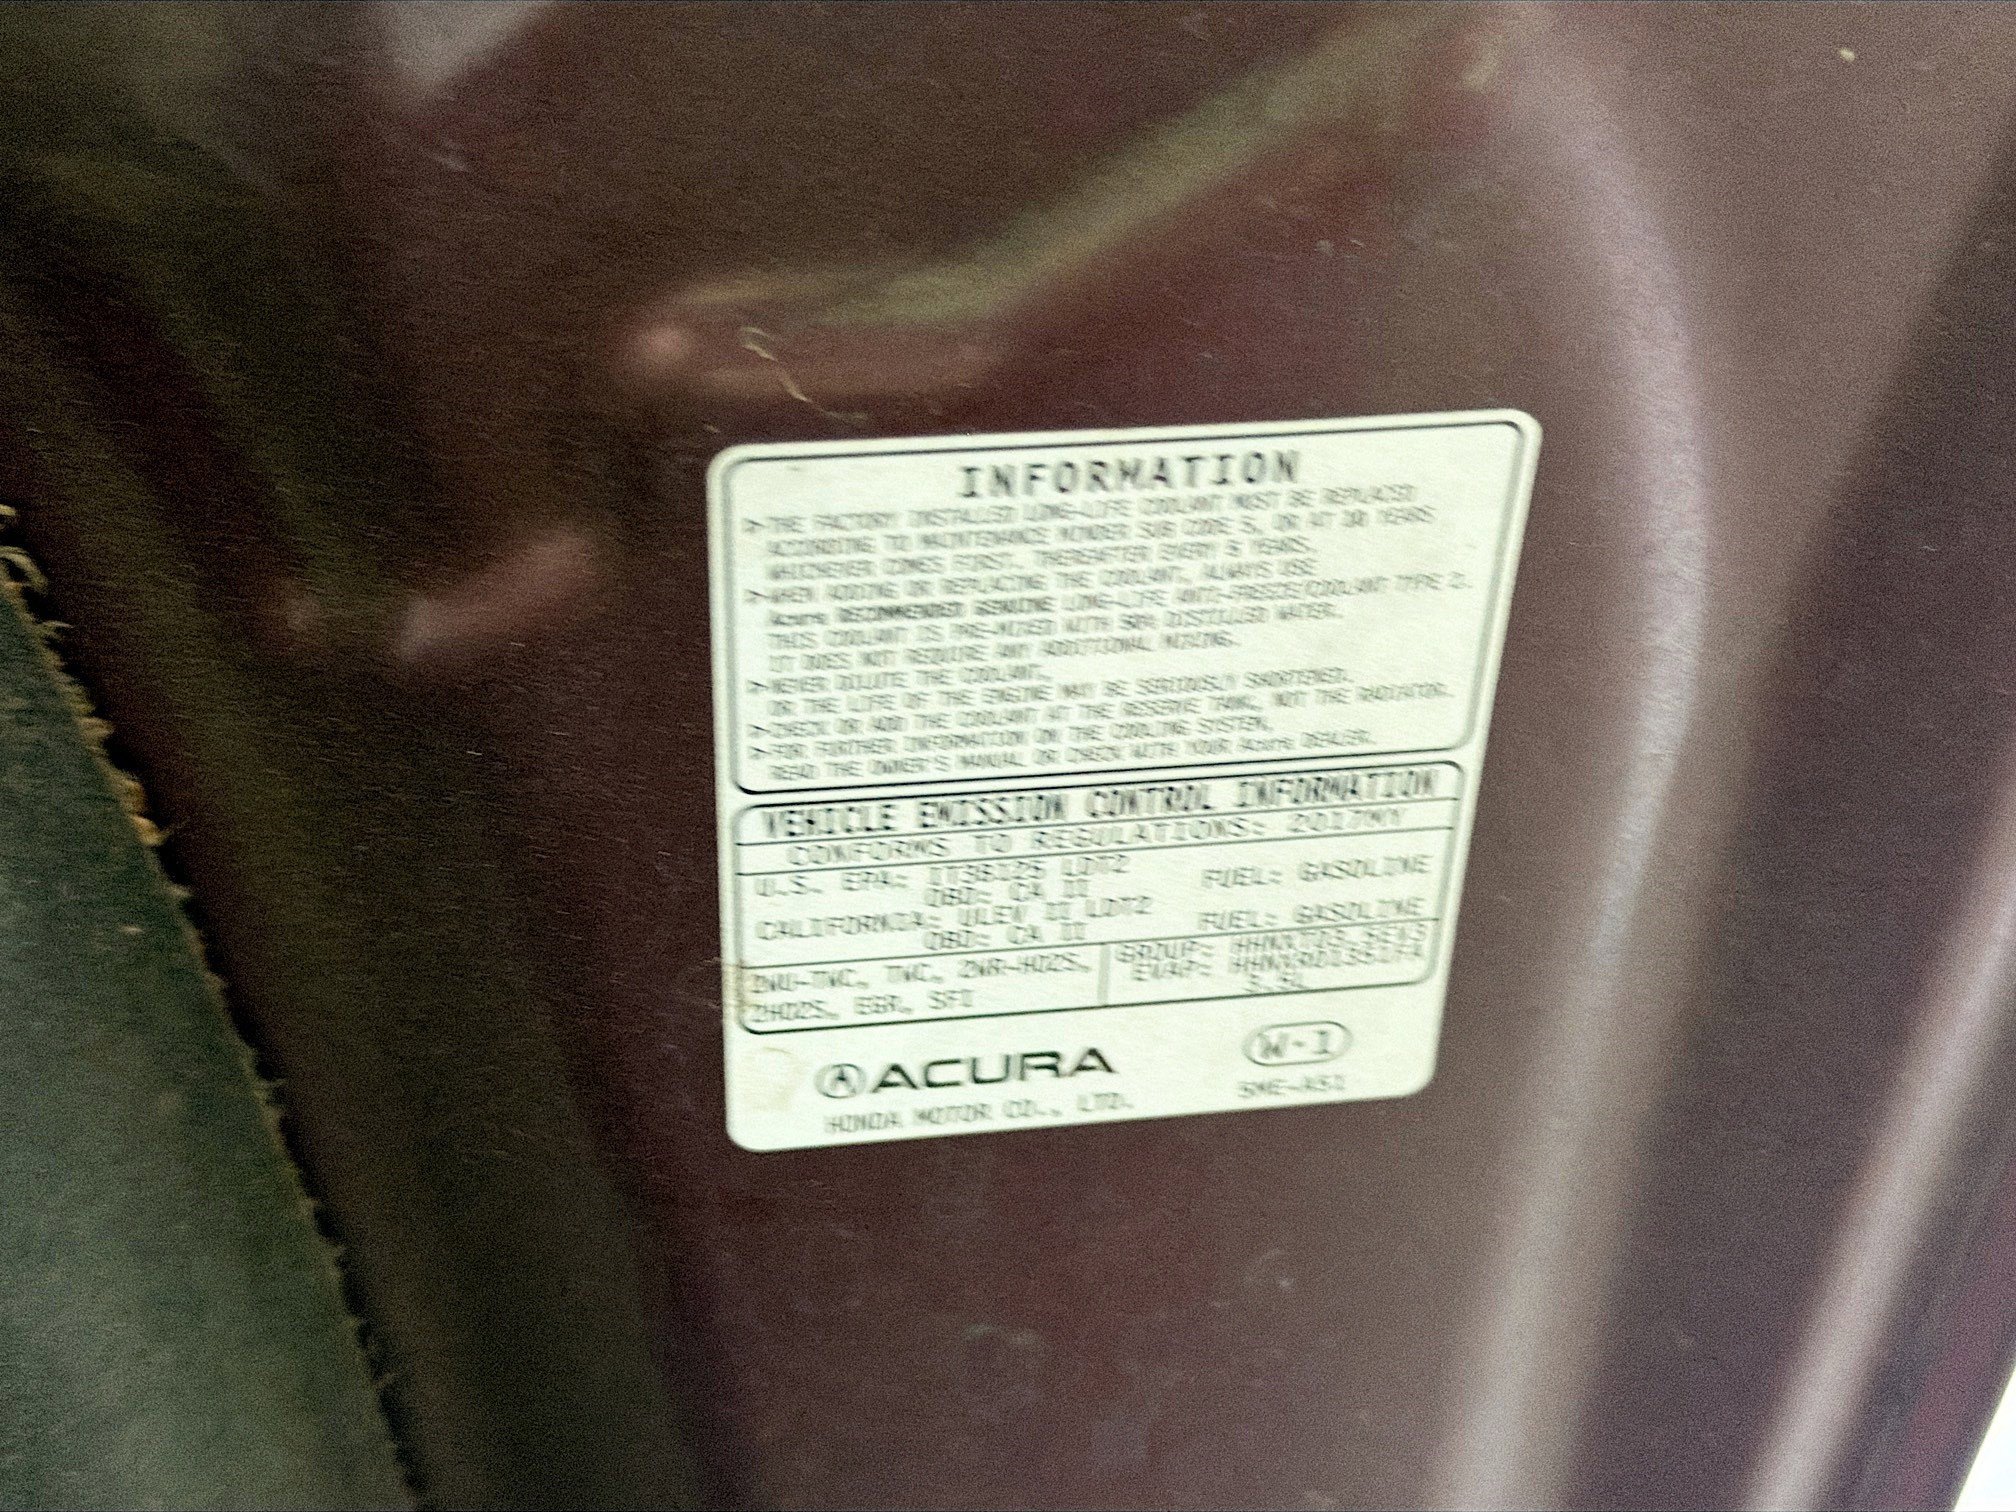 INFORMATION
▷THE FACTORY INSTALLED LONG-LIFE COOLANT MUST BE REPLACED
ACCORDING TO MAINTENANCE MINDER SUB CODE 5, OR AT 10 YEARS
WHICHEVER COMES FIRST. THEREAFTER EVERY 5 YEARS.
▷WHEN ADDING OR REPLACING THE COOLANT, ALWAYS USE
Acura RECOMMENDED GENUINE LONG-LIFE ANTI-FREEZE/COOLANT TYPE 2.
THIS COOLANT IS PRE-MIXED WITH 50% DISTILLED WATER.
IT DOES NOT REQUIRE ANY ADDITIONAL MIXING.
▷NEVER DILUTE THE COOLANT,
OR THE LIFE OF THE ENGINE MAY BE SERIOUSLY SHORTENED.
▷CHECK OR ADD THE COOLANT AT THE RESERVE TANK, NOT THE RADIATOR.
▷FOR FURTHER INFORMATION ON THE COOLING SYSTEM,
READ THE OWNER'S MANUAL OR CHECK WITH YOUR Acura DEALER.
VEHICLE EMISSION CONTROL INFORMATION
CONFORMS TO REGULATIONS: 2017MY
U.S. EPA: LDT2 FUEL: GASOLINE
OBD: CA II
CALIFORNIA: ULEV II LDT2 FUEL: GASOLINE
OBD: CA II
2WU-TWC, TWC, 2WR-HO2S,
2HO2S, EGR, SFI
GROUP:
EVAP:
3.5L
ACURA
HONDA MOTOR CO., LTD.
W-1